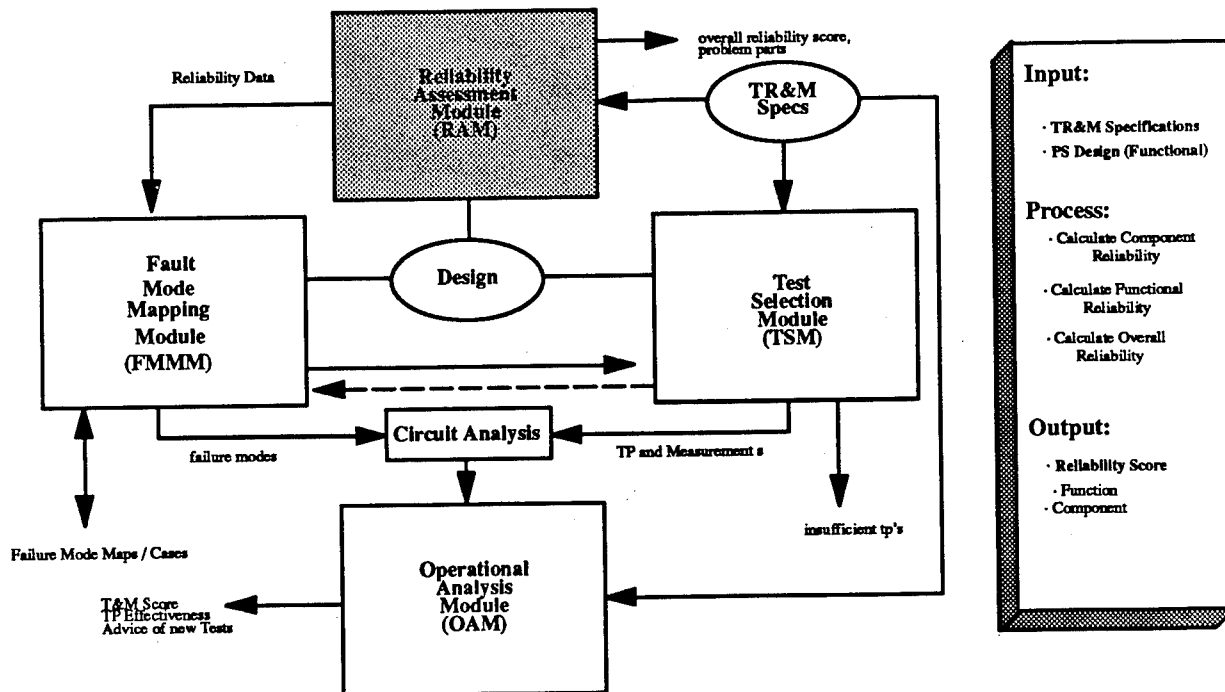 overall reliability score,
problem parts
Reliability Data
Reliability
Assessment
Module
(RAM)
TR&M
Specs
Fault
Mode
Mapping
Module
(FMMM)
Design
Test
Selection
Module
(TSM)
Circuit Analysis
failure modes
TP and Measurement s
insufficient tp's
Failure Mode Maps / Cases
Operational
Analysis
Module
(OAM)
T&M Score
TP Effectiveness
Advice of new Tests
Input:
· TR&M Specifications
· PS Design (Functional)
Process:
· Calculate Component
Reliability
· Calculate Functional
Reliability
· Calculate Overall
Reliability
Output:
· Reliability Score
· Function
· Component